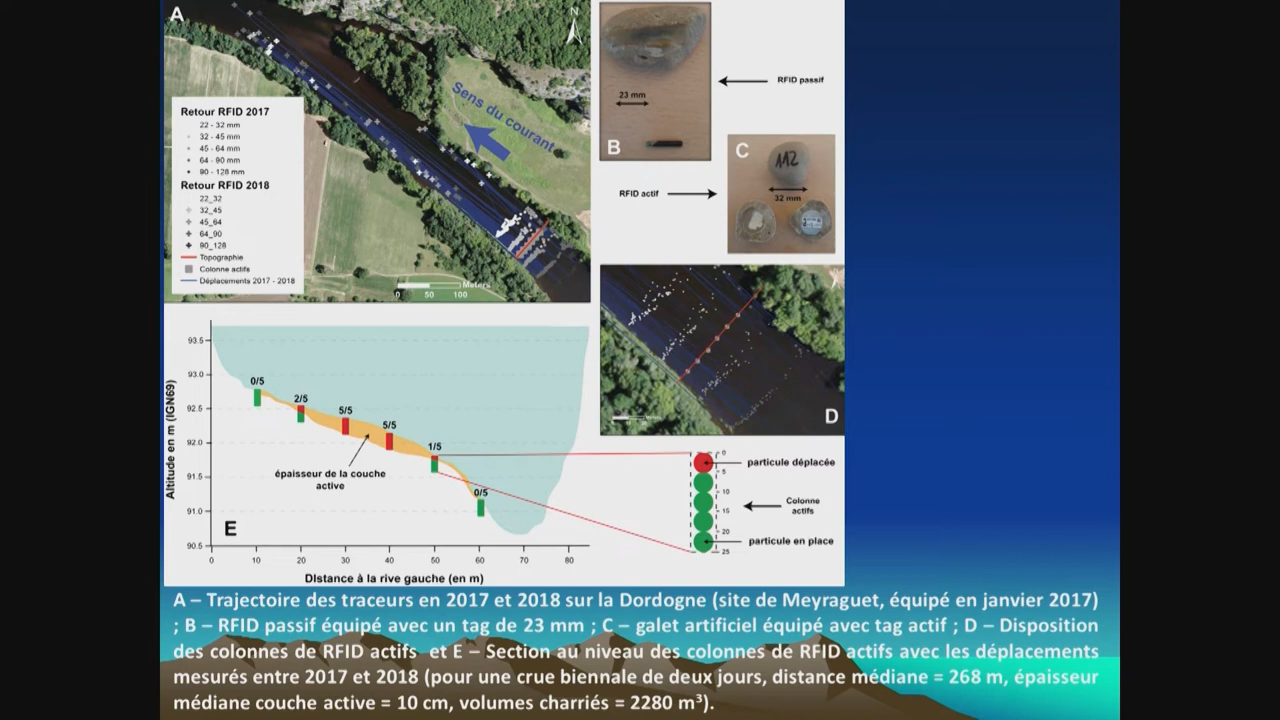 A
N
Sens du courant
Retour RFID 2017
22 - 32 mm
32 - 45 mm
45 - 64 mm
64 - 90 mm
90 - 128 mm
Retour RFID 2018
22_32
32_45
45_64
64_90
90_128
Topographie
Colonne actifs
Déplacements 2017 - 2018
Meters
0 50 100
23 mm
B
RFID passif
C
112
32 mm
RFID actif
D
Altitude en m (IGN69)
93.5
93.0
92.5
92.0
91.5
91.0
90.5
0/5
2/5
5/5
5/5
1/5
0/5
épaisseur de la couche
active
E
0 10 20 30 40 50 60 70 80
Distance à la rive gauche (en m)
0
5
10
15
20
25
particule déplacée
Colonne
actifs
particule en place
A – Trajectoire des traceurs en 2017 et 2018 sur la Dordogne (site de Meyraguet, équipé en janvier 2017)
; B – RFID passif équipé avec un tag de 23 mm ; C – galet artificiel équipé avec tag actif ; D – Disposition
des colonnes de RFID actifs et E – Section au niveau des colonnes de RFID actifs avec les déplacements
mesurés entre 2017 et 2018 (pour une crue biennale de deux jours, distance médiane = 268 m, épaisseur
médiane couche active = 10 cm, volumes charriés = 2280 m³).